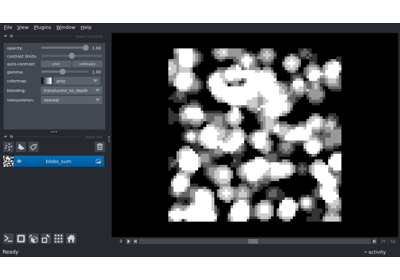 File View Plugins Window Help
opacity: 1.00
contrast limits:
auto-contrast: once continuous
gamma: 1.00
colormap: gray
blending: translucent_no_depth
interpolation: nearest
blobs_sum
Ready
activity